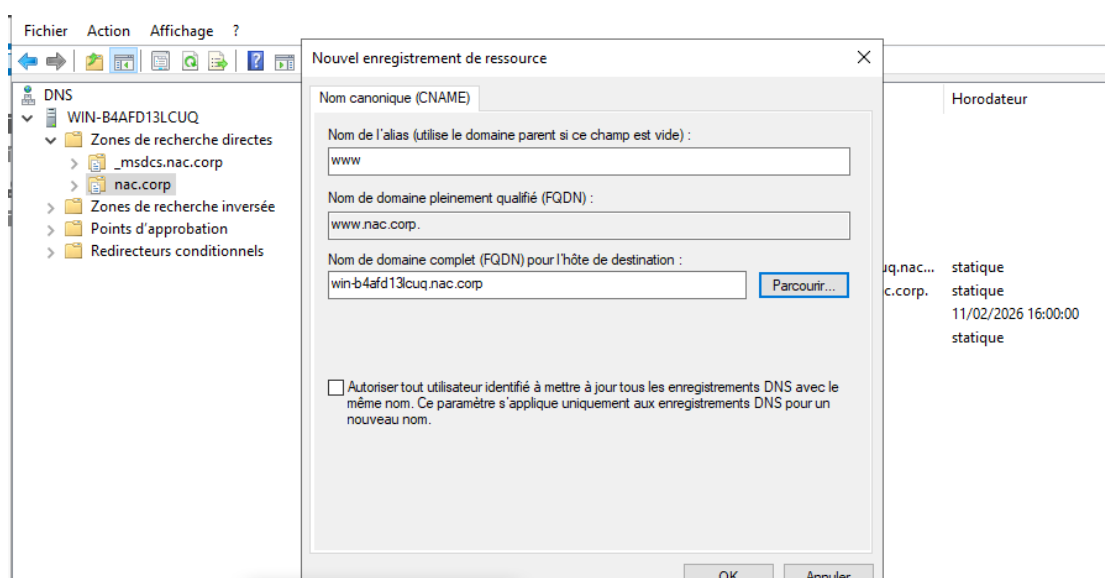 Fichier Action Affichage ?
Nouvel enregistrement de ressource
DNS
WIN-B4AFD13LCUQ
Zones de recherche directes
_msdcs.nac.corp
nac.corp
Zones de recherche inversée
Points d'approbation
Redirecteurs conditionnels
Nom canonique (CNAME)
Nom de l'alias (utilise le domaine parent si ce champ est vide) :
www
Nom de domaine pleinement qualifié (FQDN) :
www.nac.corp.
Nom de domaine complet (FQDN) pour l'hôte de destination :
win-b4afd13lcuq.nac.corp
Parcourir...
Autoriser tout utilisateur identifié à mettre à jour tous les enregistrements DNS avec le
même nom. Ce paramètre s'applique uniquement aux enregistrements DNS pour un
nouveau nom.
OK Annuler
Horodateur
uq.nac... statique
c.corp. statique
11/02/2026 16:00:00
statique